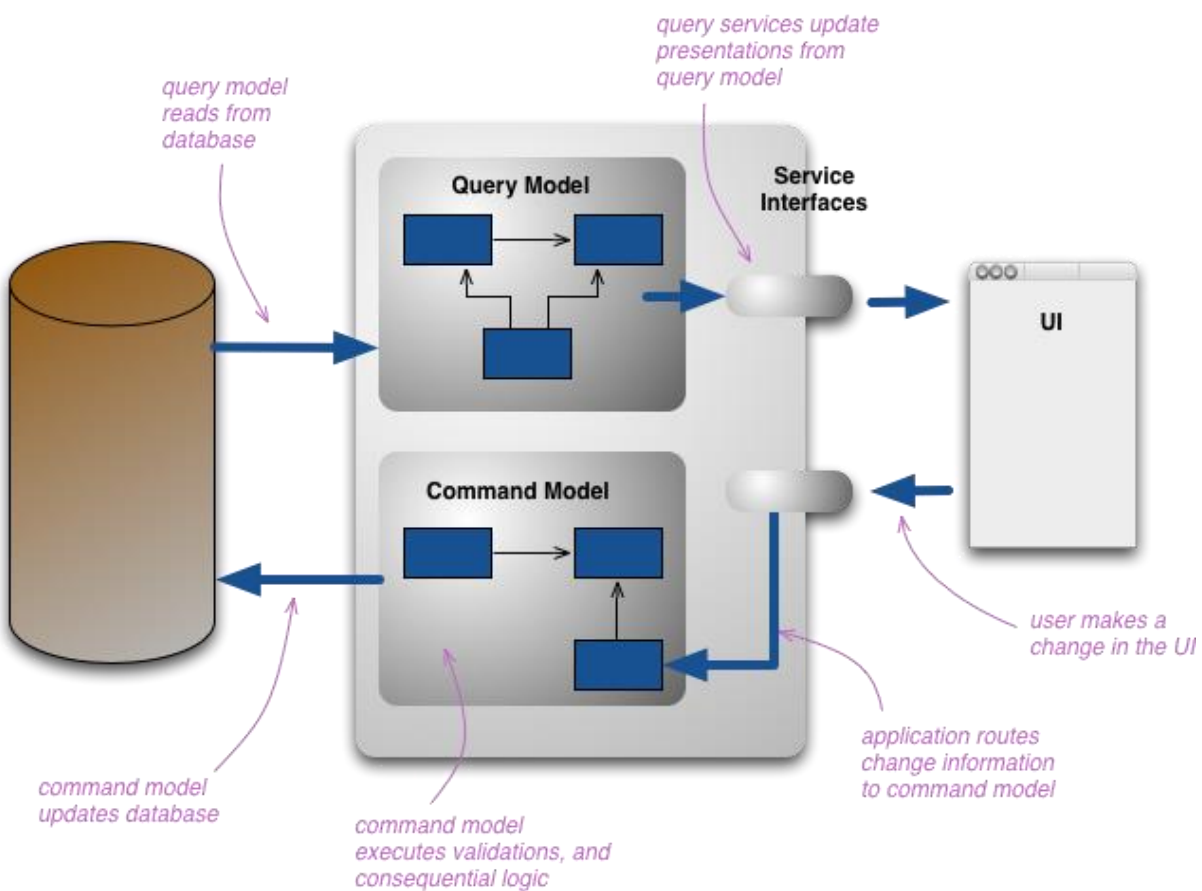 query services update
presentations from
query model
query model
reads from
database
Query Model
Service
Interfaces
UI
Command Model
user makes a
change in the UI
application routes
change information
to command model
command model
updates database
command model
executes validations, and
consequential logic